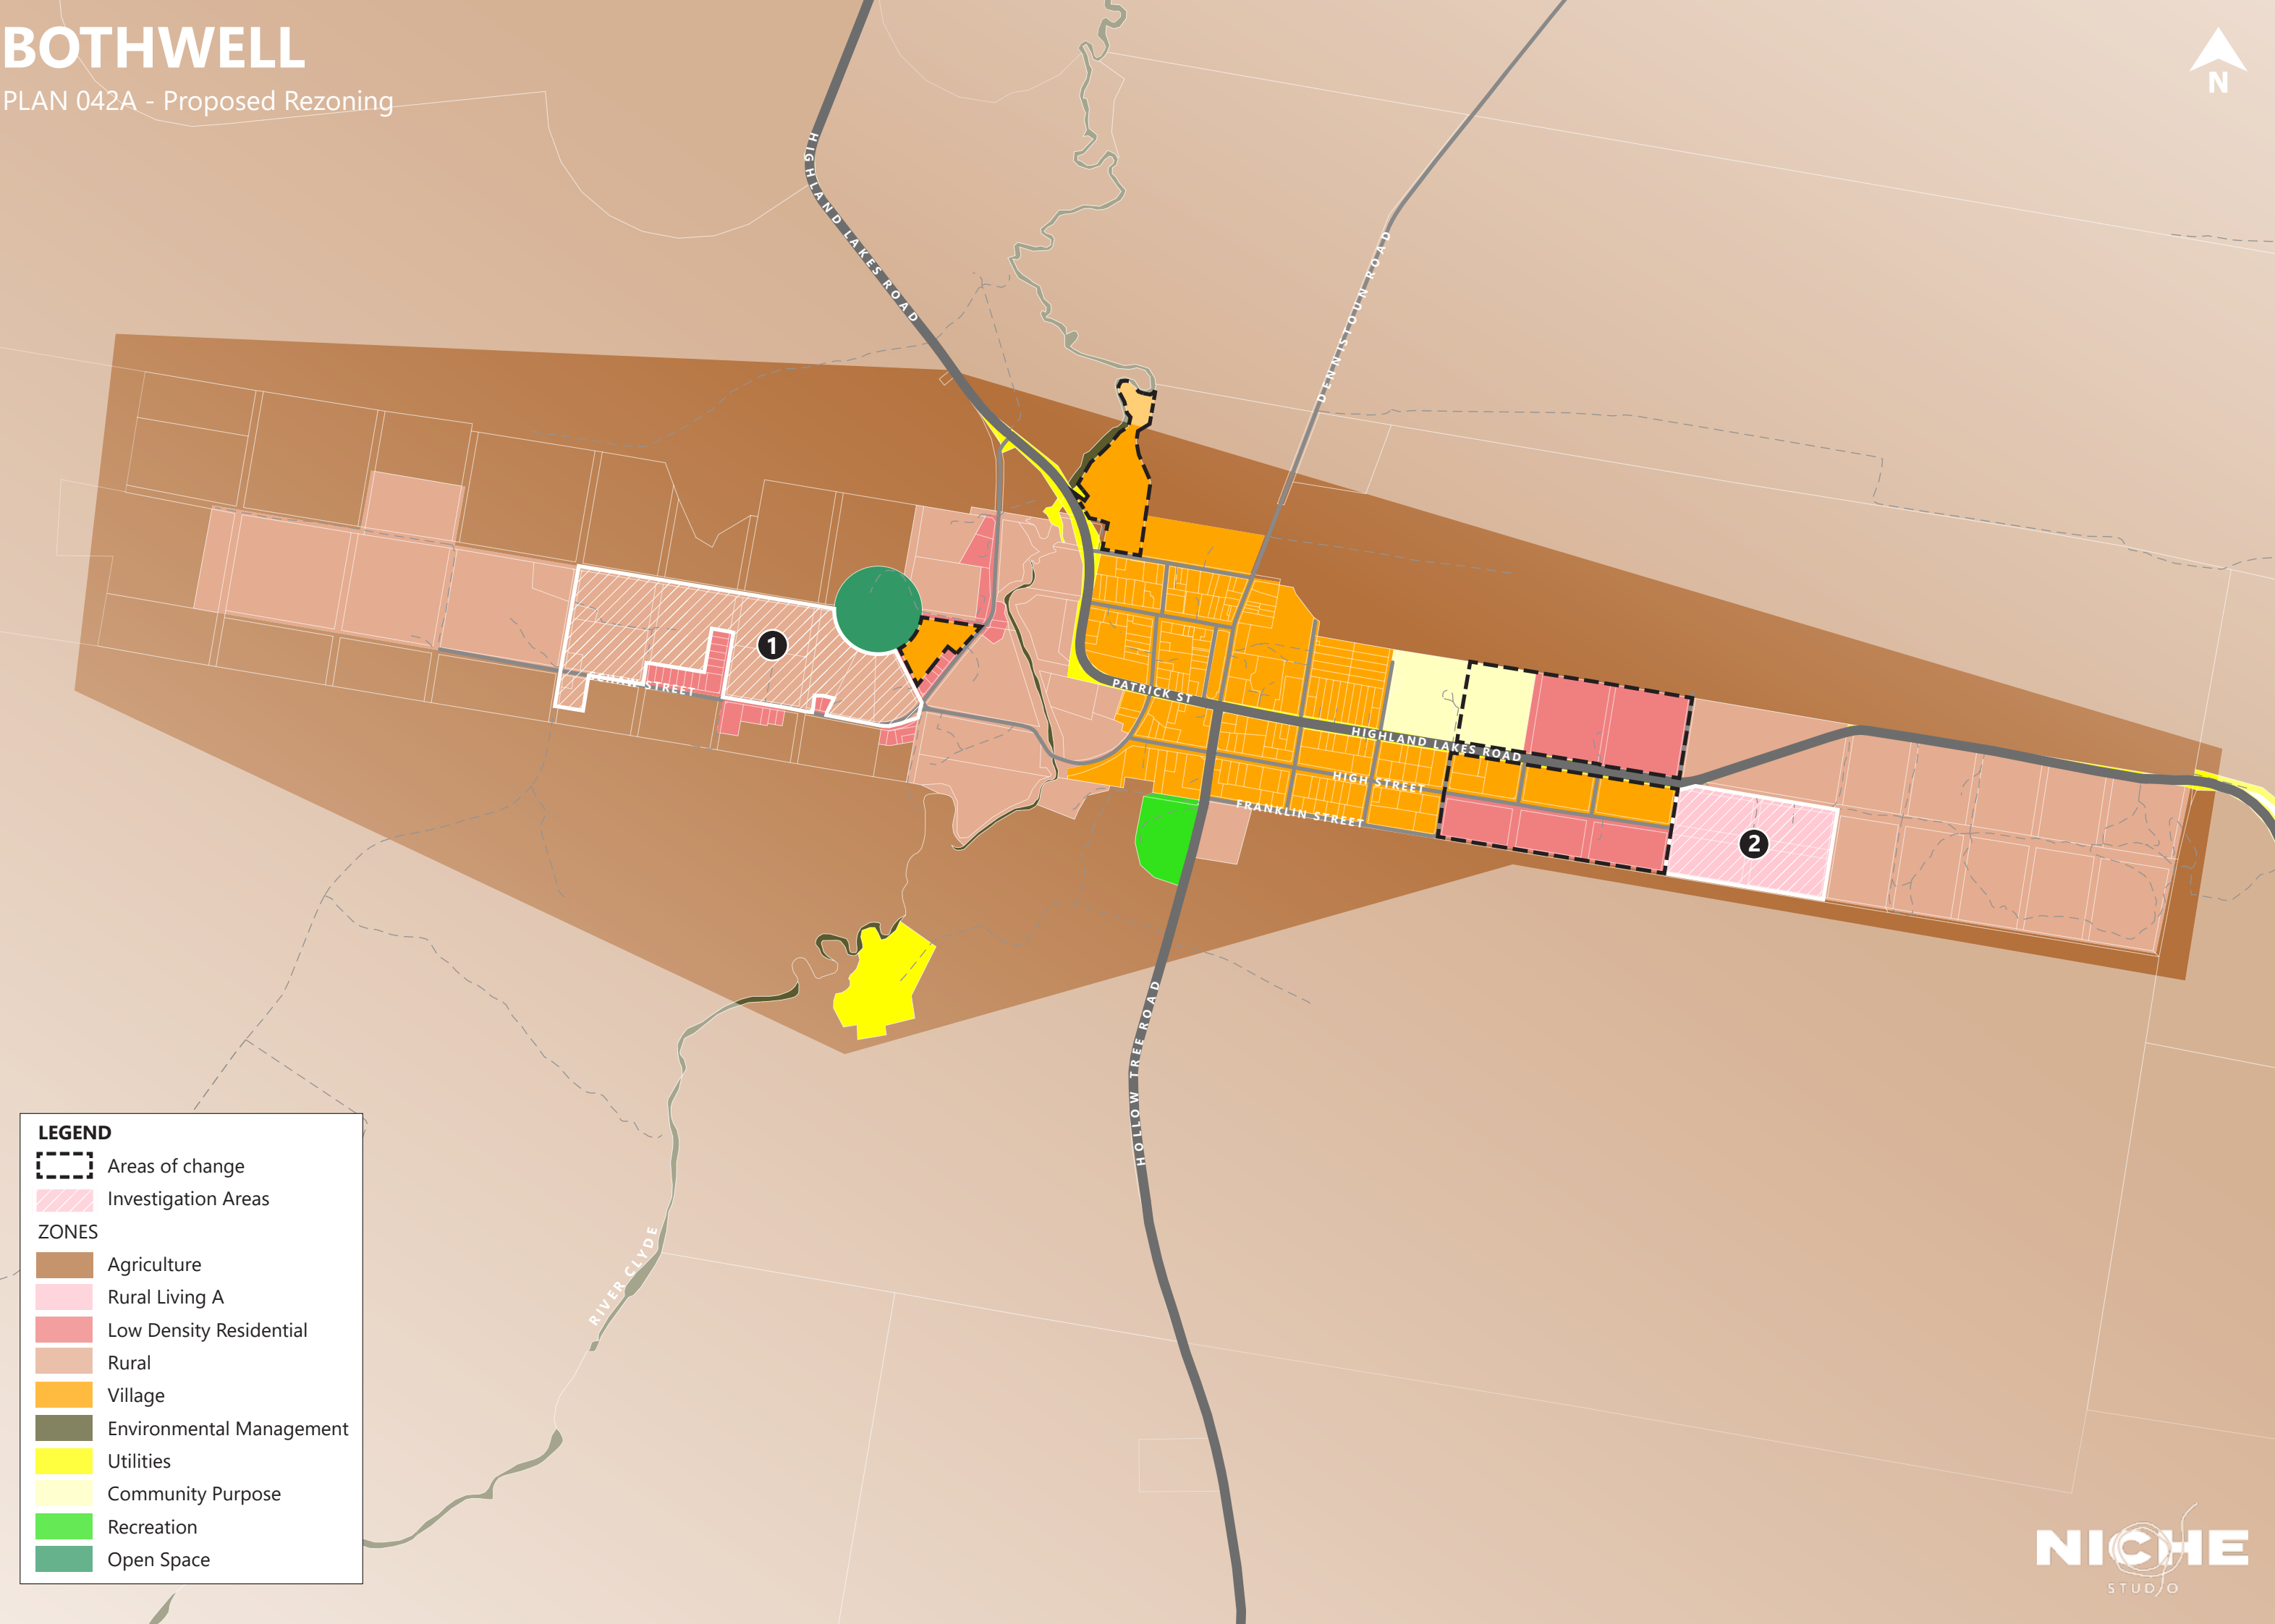 BOTHWELL
PLAN 042A - Proposed Rezoning
N
HIGHLAND LAKES ROAD
DENNISTOUN ROAD
1
SCHAW STREET
PATRICK ST
HIGHLAND LAKES ROAD
HIGH STREET
FRANKLIN STREET
2
HOLLOW TREE ROAD
RIVER CLYDE
LEGEND
Areas of change
Investigation Areas
ZONES
Agriculture
Rural Living A
Low Density Residential
Rural
Village
Environmental Management
Utilities
Community Purpose
Recreation
Open Space
NICHE
STUDIO